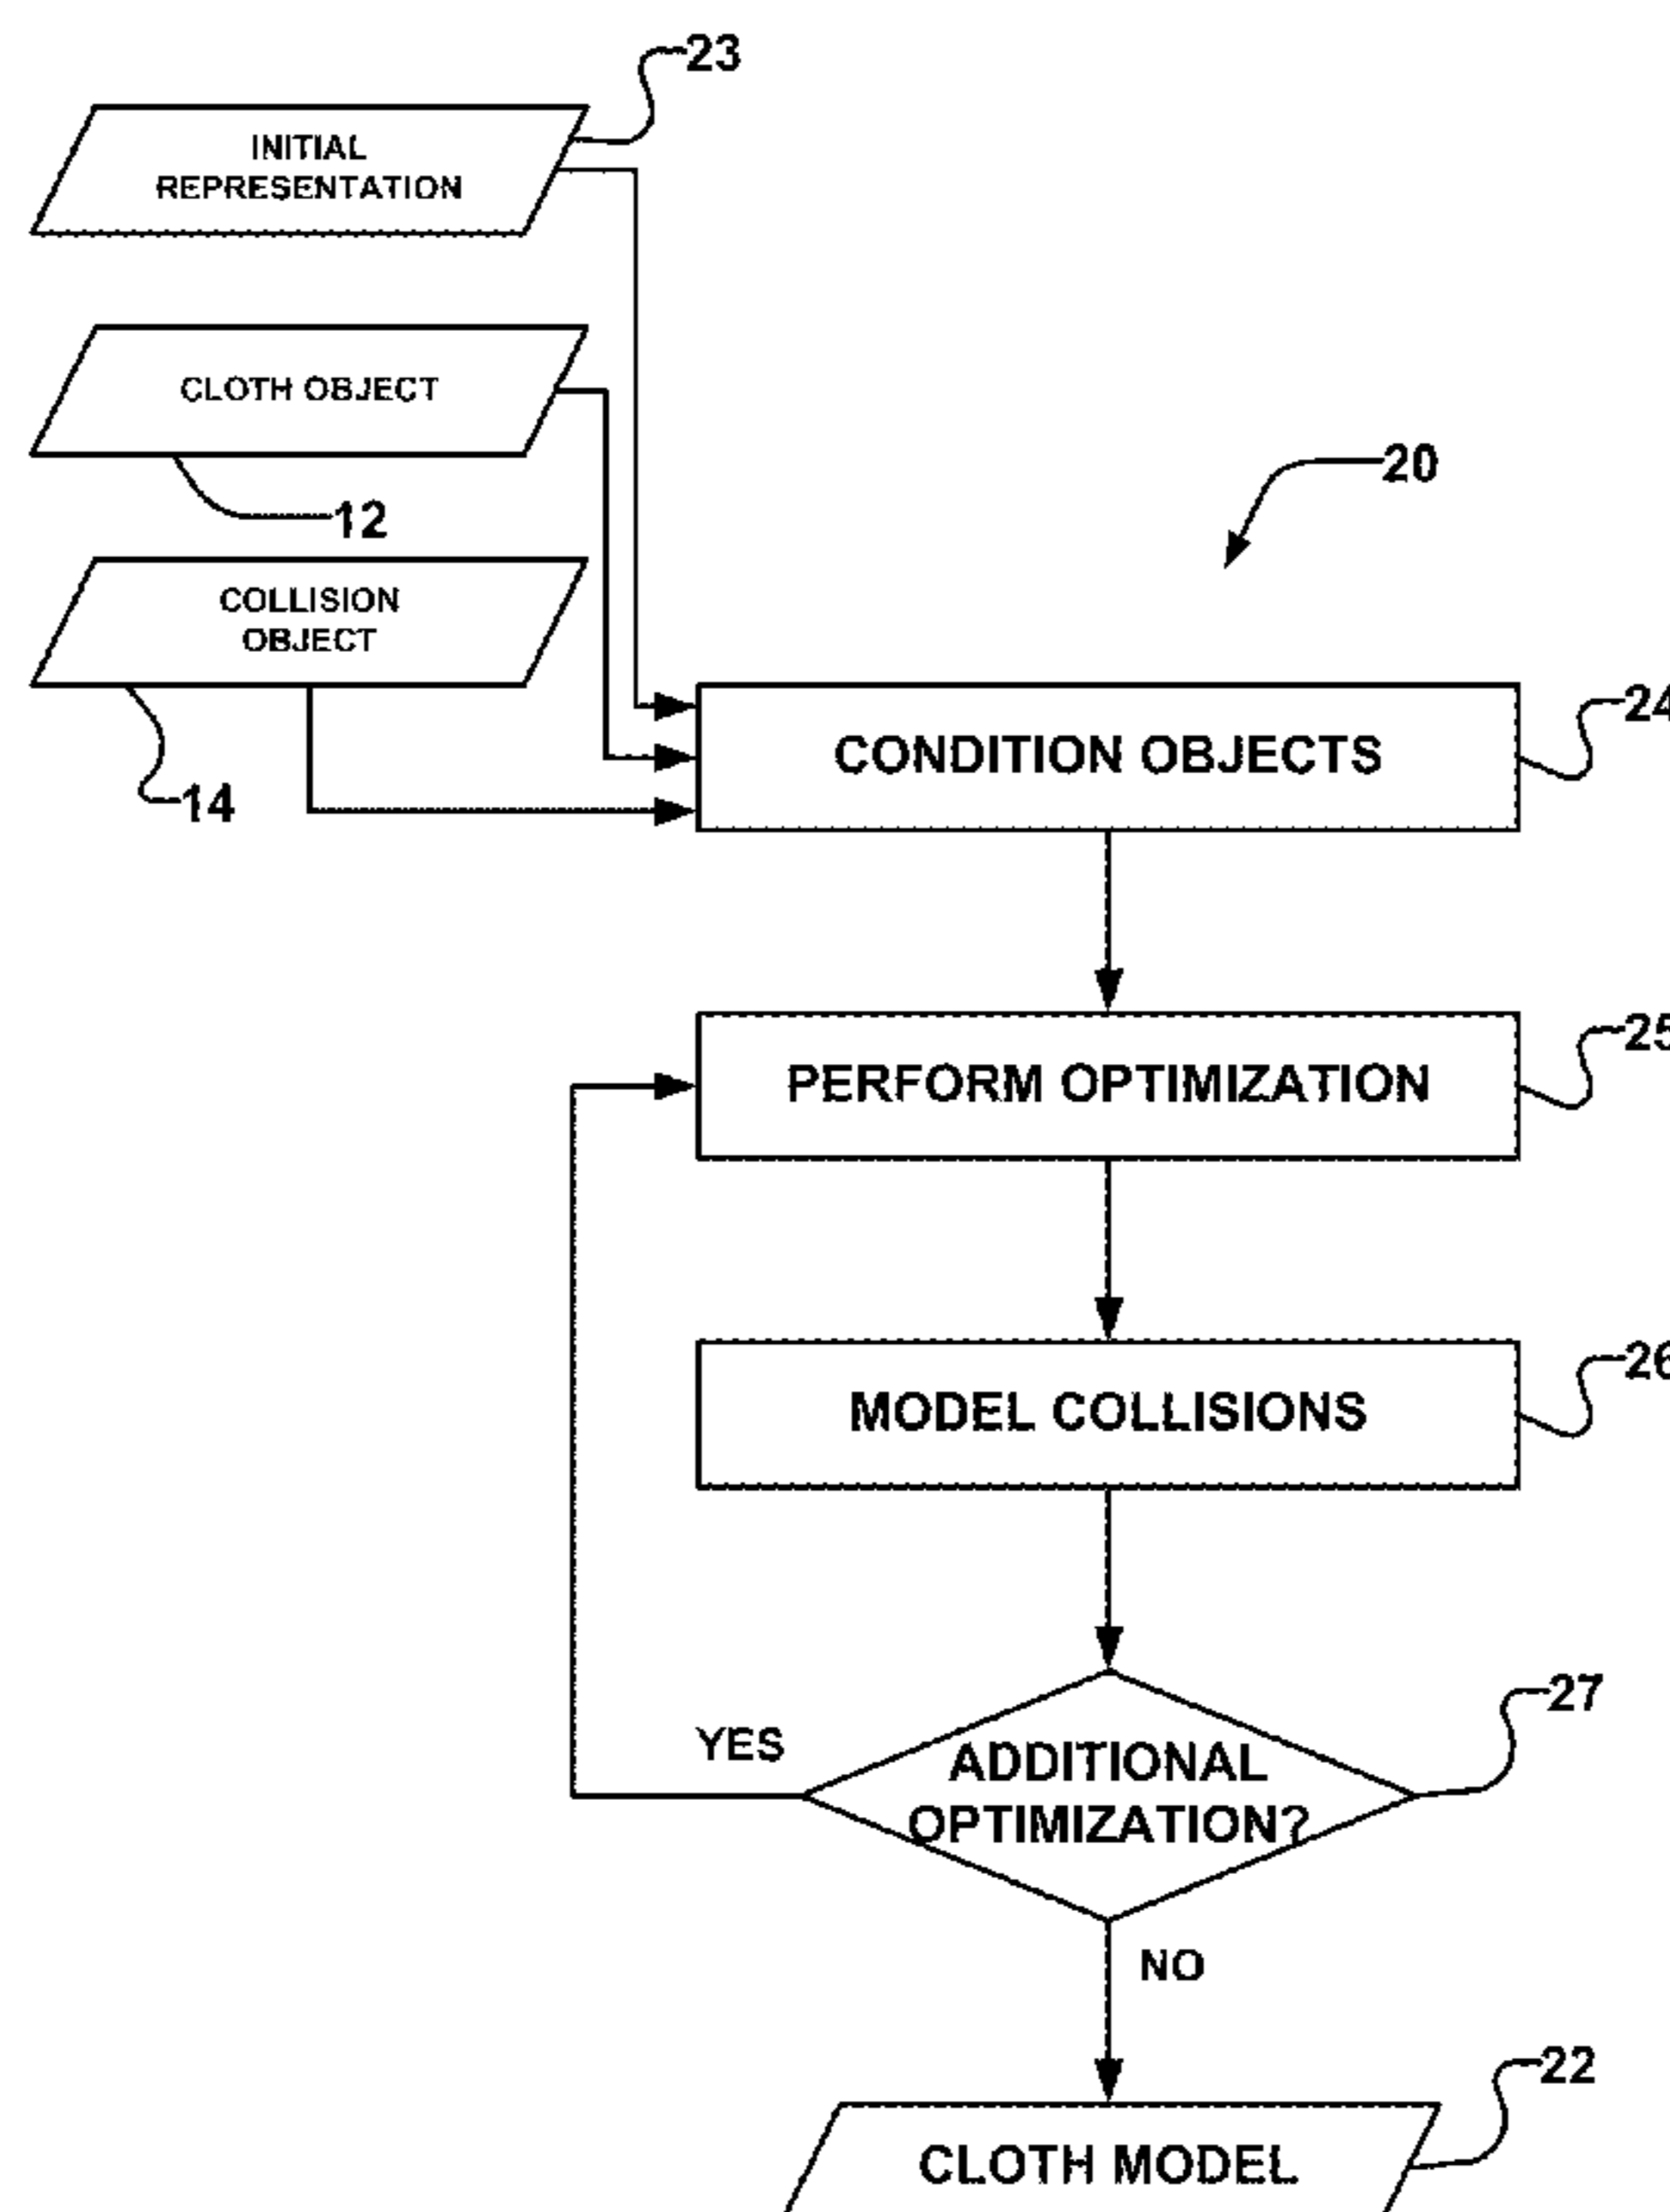 23
INITIAL
REPRESENTATION
CLOTH OBJECT
12
20
COLLISION
OBJECT
14
CONDITION OBJECTS
24
PERFORM OPTIMIZATION
25
MODEL COLLISIONS
26
27
YES
ADDITIONAL
OPTIMIZATION?
NO
22
CLOTH MODEL